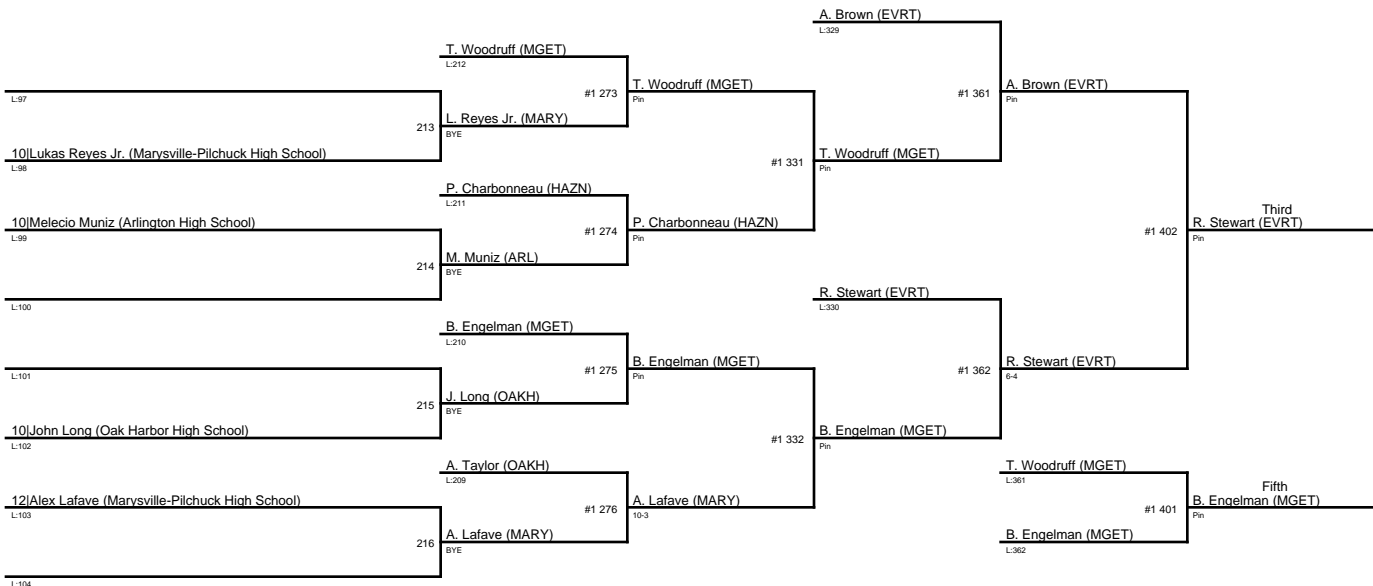 A. Brown (EVRT)
L:329
T. Woodruff (MGET)
L:212
L:97
#1 273
T. Woodruff (MGET)
Pin
#1 361
A. Brown (EVRT)
Pin
213
L. Reyes Jr. (MARY)
BYE
10|Lukas Reyes Jr. (Marysville-Pilchuck High School)
L:98
#1 331
T. Woodruff (MGET)
Pin
P. Charbonneau (HAZN)
L:211
10|Melecio Muniz (Arlington High School)
L:99
#1 274
P. Charbonneau (HAZN)
Pin
#1 402
Third
R. Stewart (EVRT)
Pin
214
M. Muniz (ARL)
BYE
L:100
R. Stewart (EVRT)
L:330
B. Engelman (MGET)
L:210
L:101
#1 275
B. Engelman (MGET)
Pin
#1 362
R. Stewart (EVRT)
6-4
215
J. Long (OAKH)
BYE
10|John Long (Oak Harbor High School)
L:102
#1 332
B. Engelman (MGET)
Pin
A. Taylor (OAKH)
L:209
T. Woodruff (MGET)
L:361
12|Alex Lafave (Marysville-Pilchuck High School)
L:103
#1 276
A. Lafave (MARY)
10-3
#1 401
Fifth
B. Engelman (MGET)
Pin
216
A. Lafave (MARY)
BYE
B. Engelman (MGET)
L:362
L:104